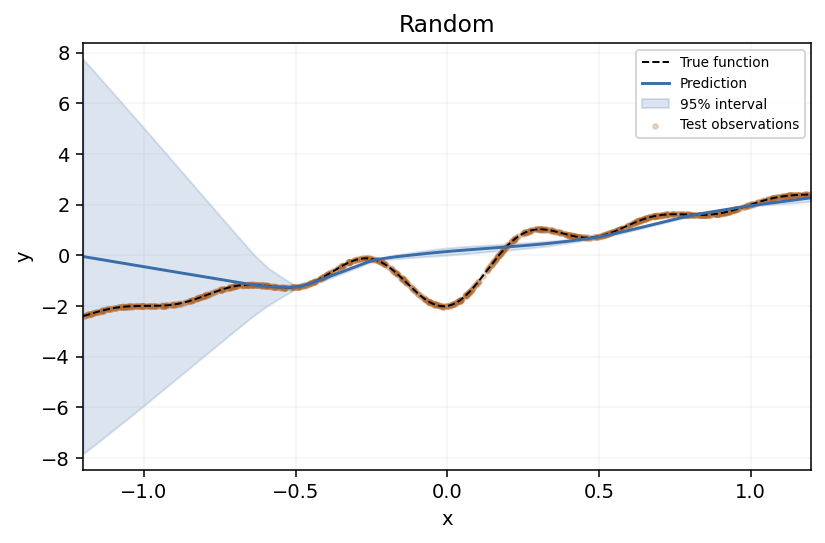 Random
8
6
4
2
0
−2
−4
−6
−8
y
True function
Prediction
95% interval
Test observations
−1.0 −0.5 0.0 0.5 1.0
x